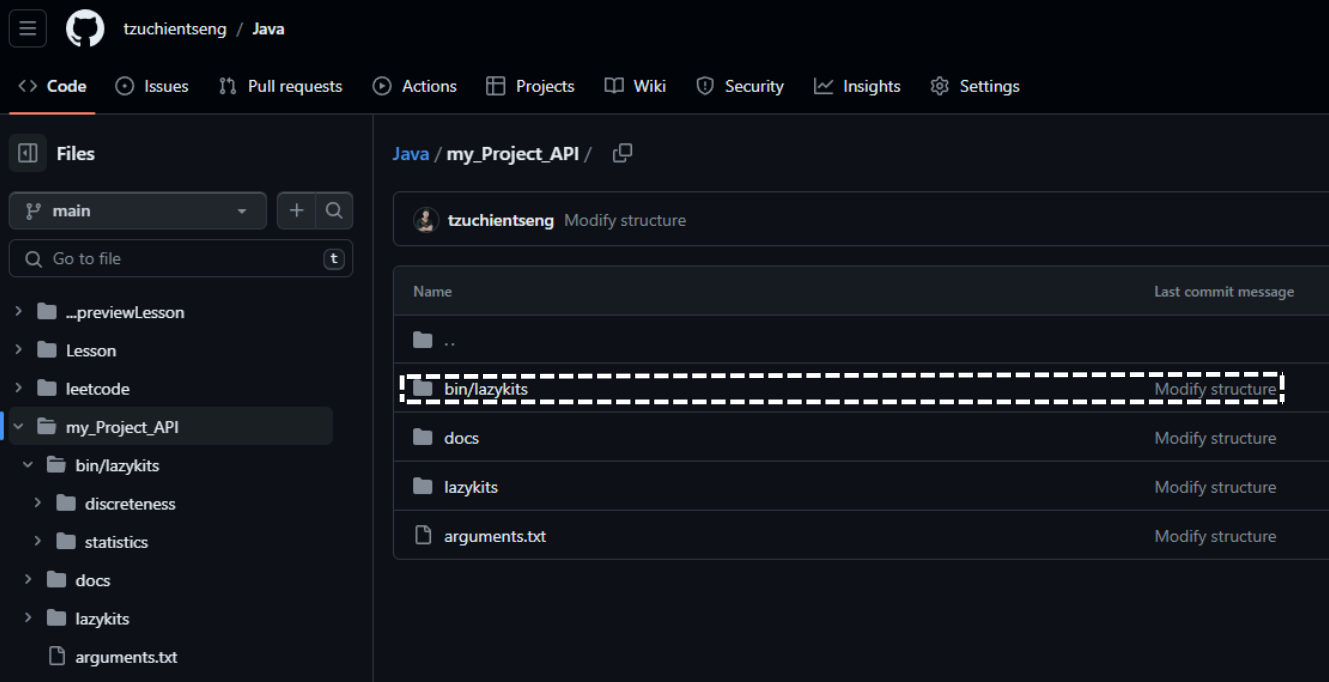 tzuchientseng / Java
Code Issues Pull requests Actions Projects Wiki Security Insights Settings
Files
main
Go to file t
...previewLesson
Lesson
leetcode
my_Project_API
bin/lazykits
discreteness
statistics
docs
lazykits
arguments.txt
Java / my_Project_API /
tzuchientseng Modify structure
Name Last commit message
..
bin/lazykits Modify structure
docs Modify structure
lazykits Modify structure
arguments.txt Modify structure